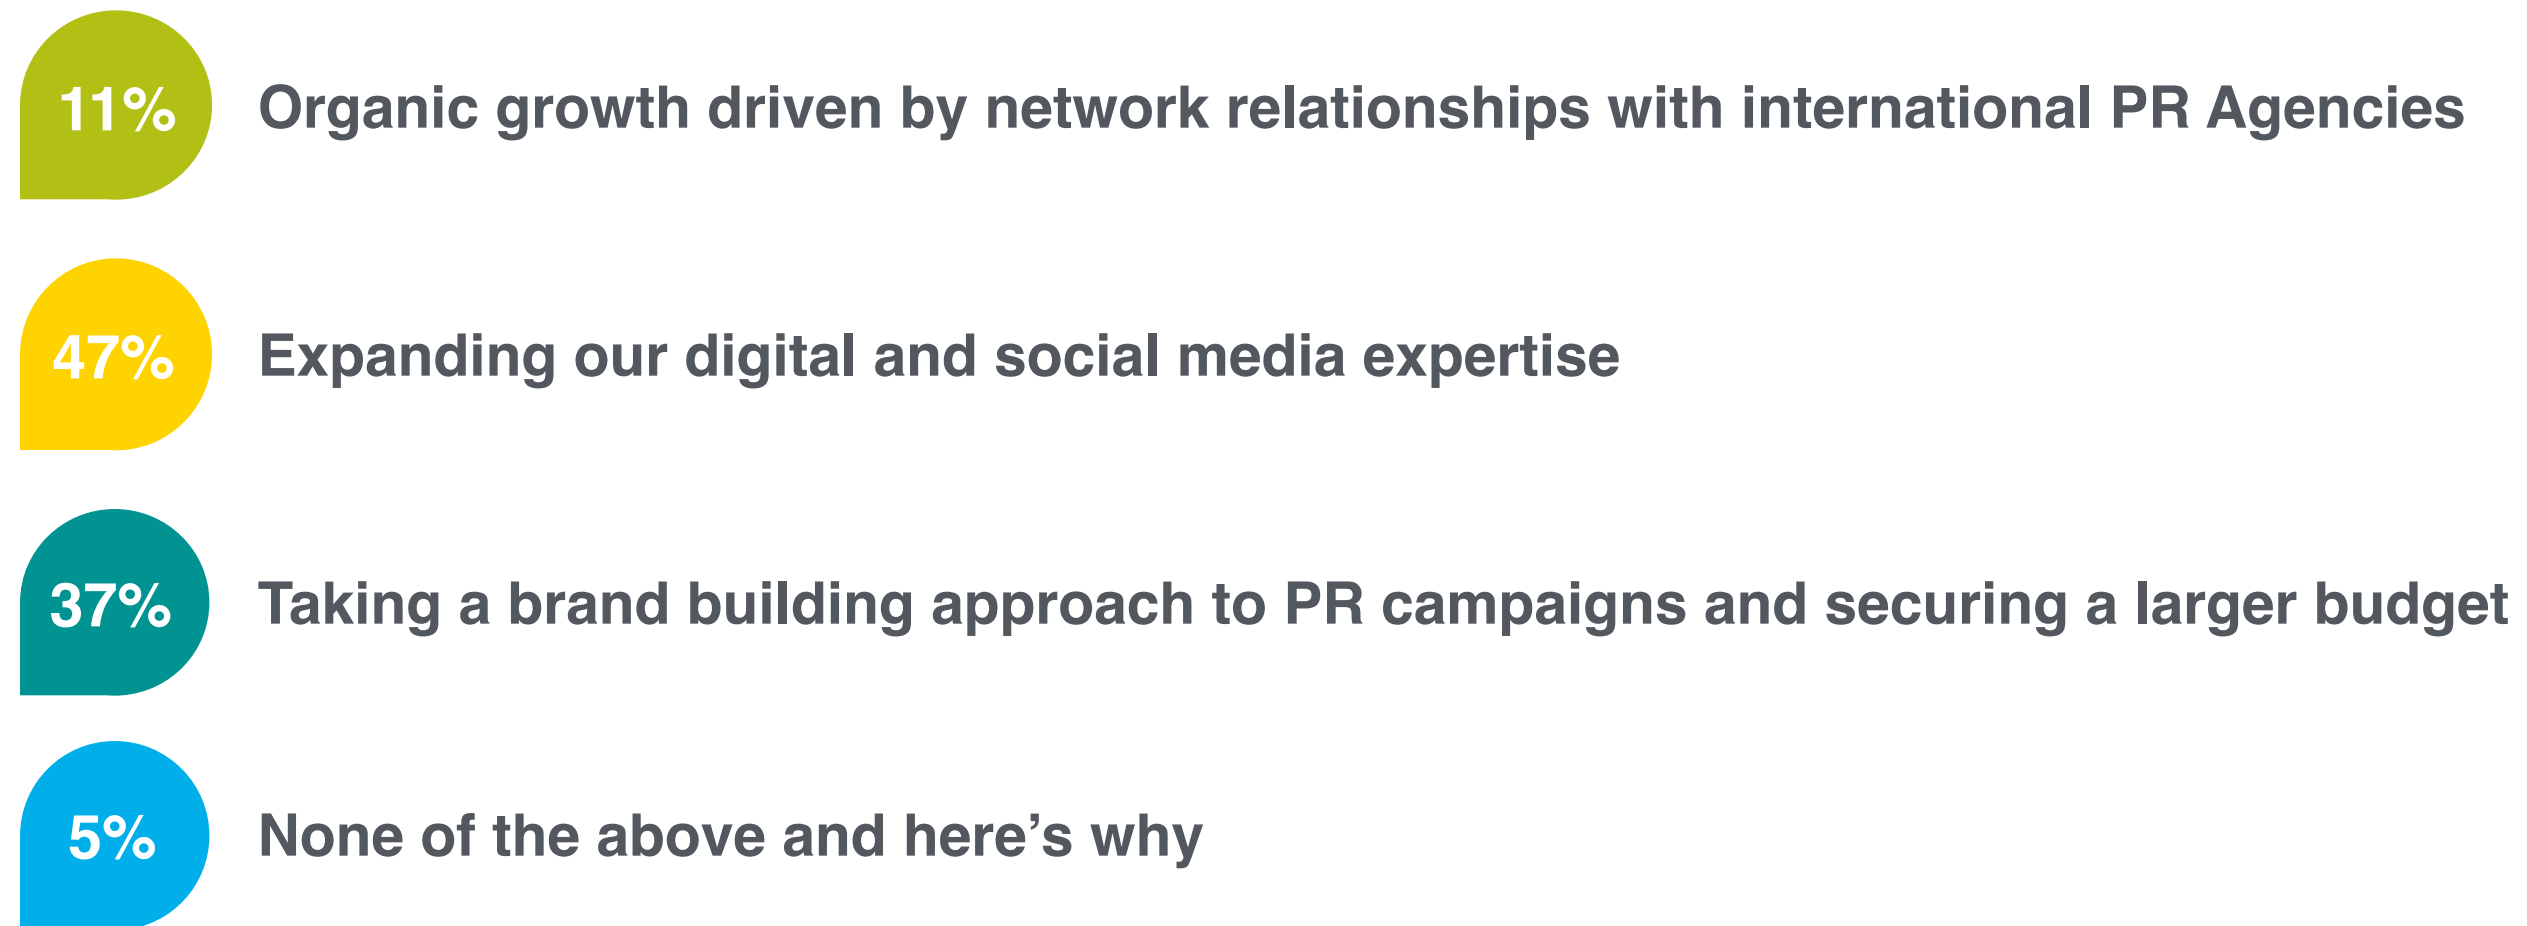 11% Organic growth driven by network relationships with international PR Agencies
47% Expanding our digital and social media expertise
37% Taking a brand building approach to PR campaigns and securing a larger budget
5% None of the above and here’s why